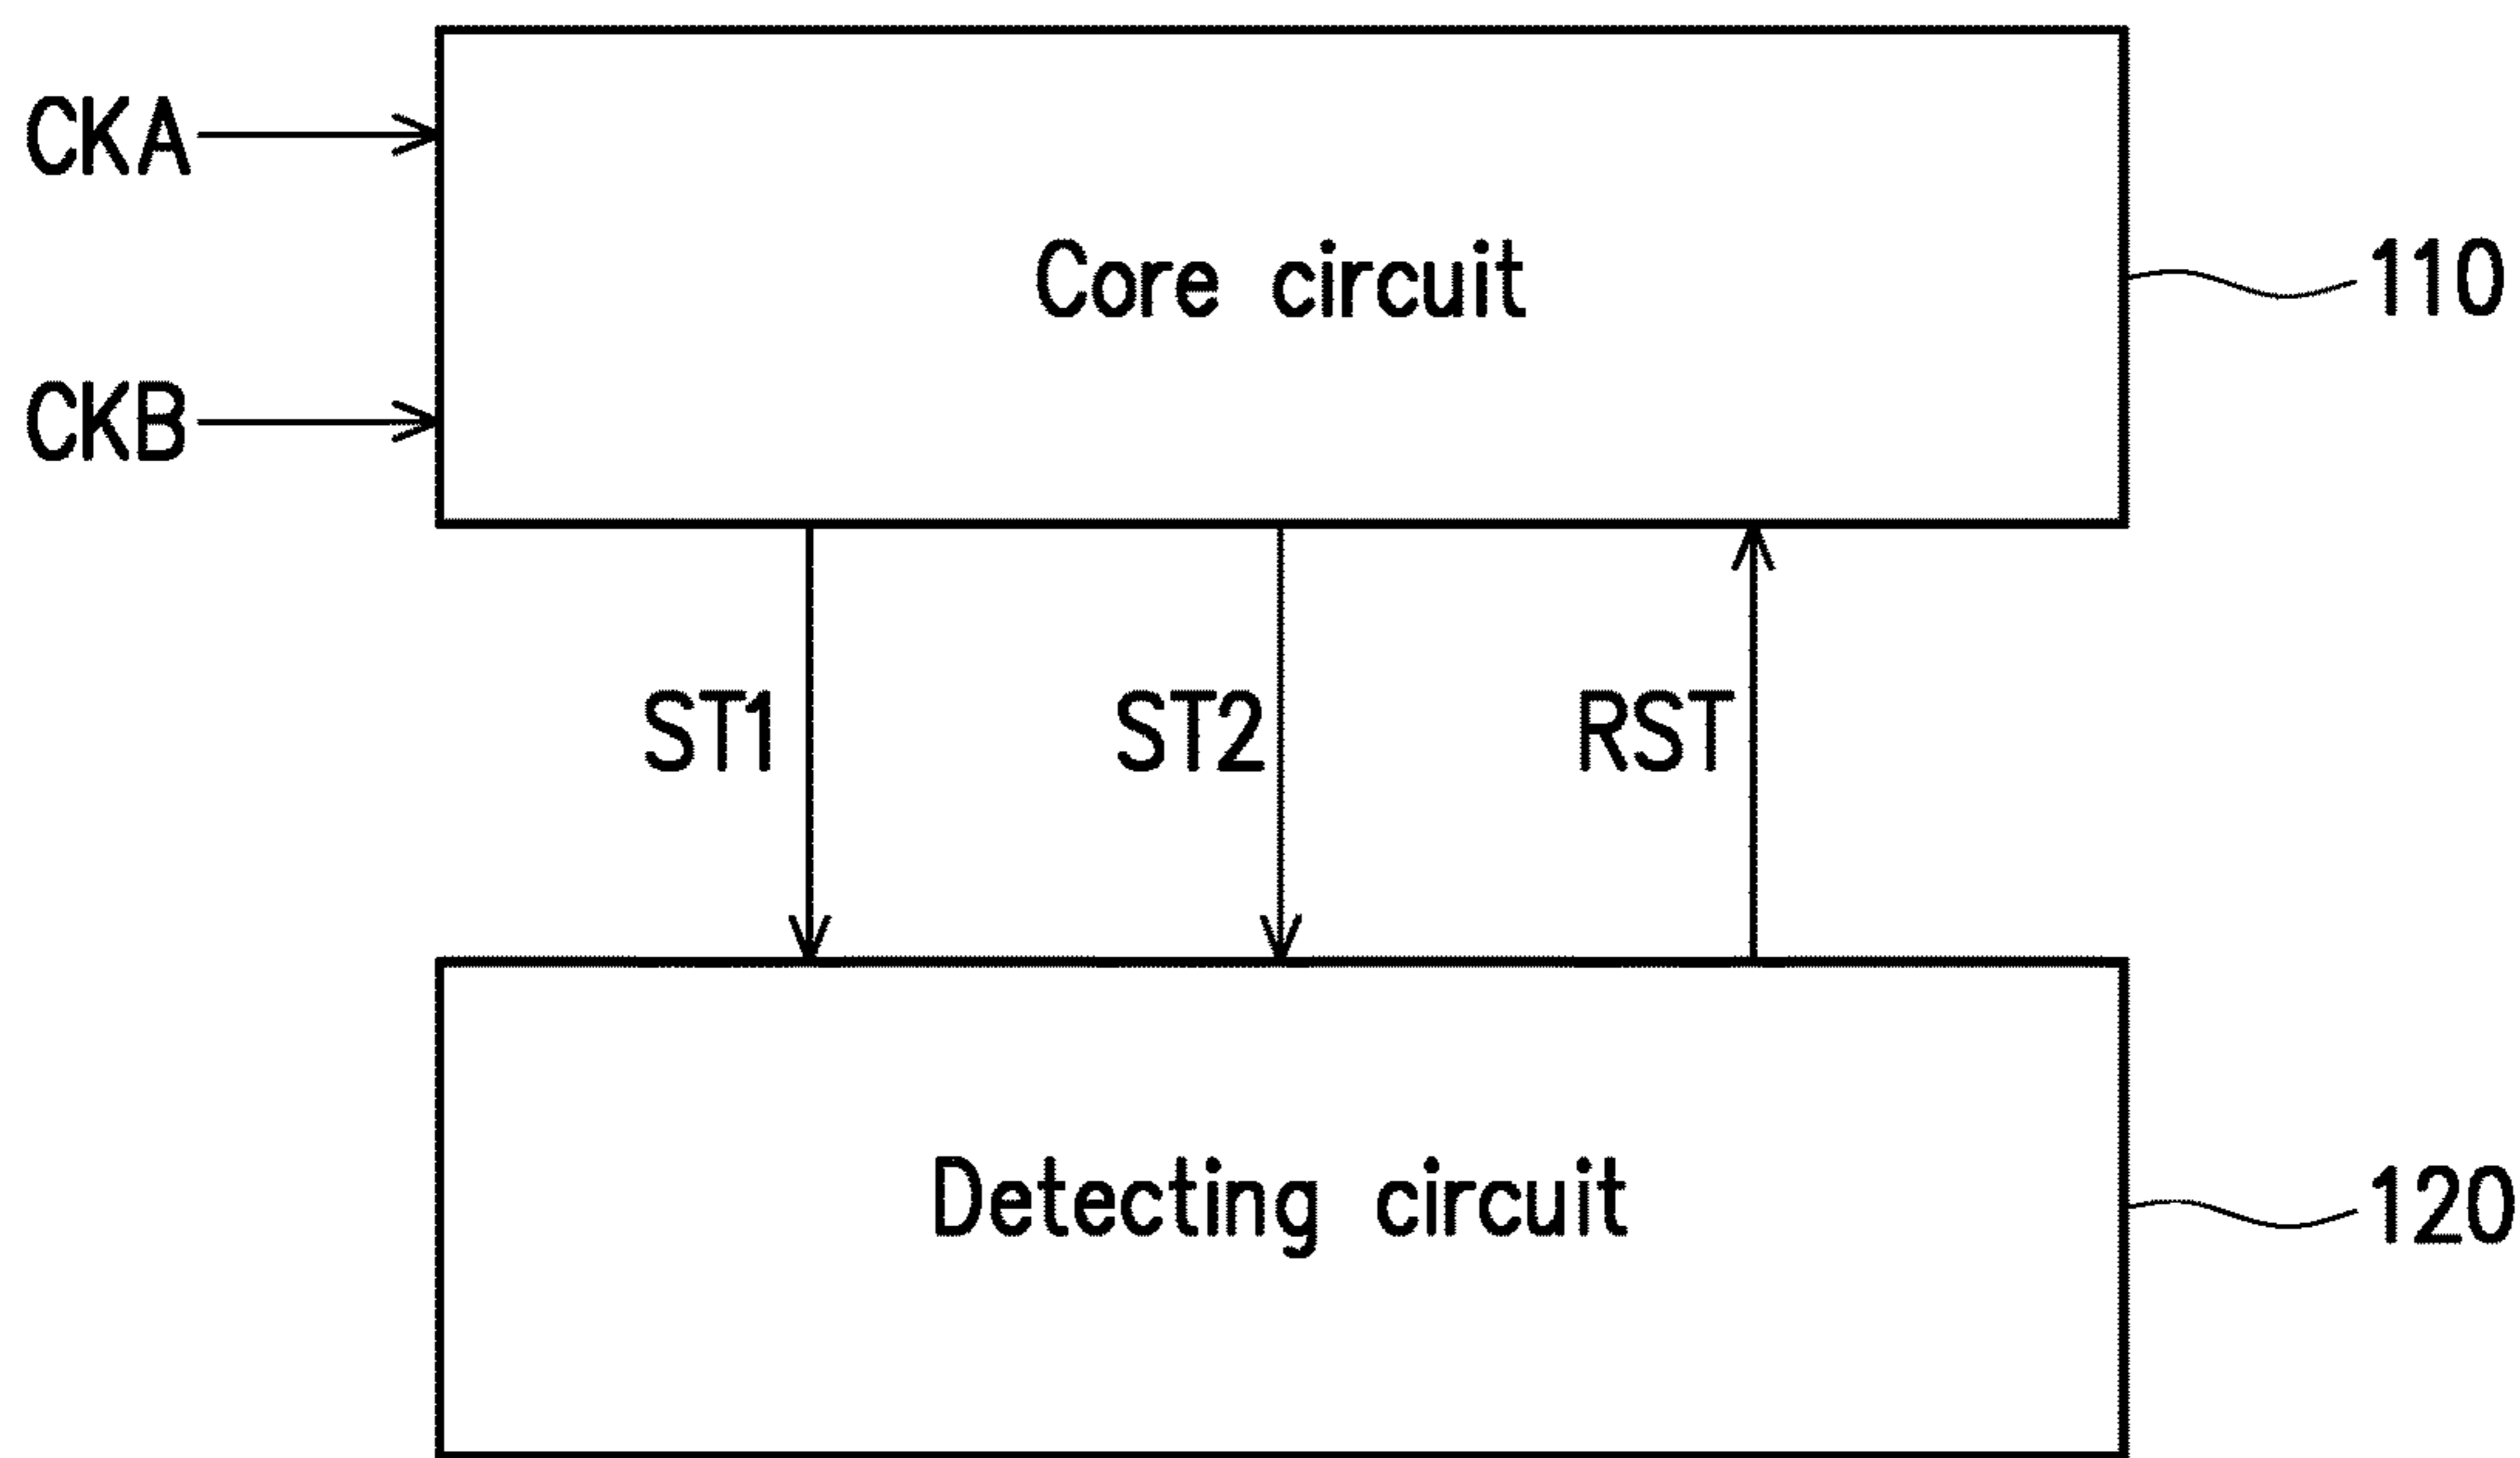 CKA
Core circuit
110
CKB
ST1
ST2
RST
Detecting circuit
120